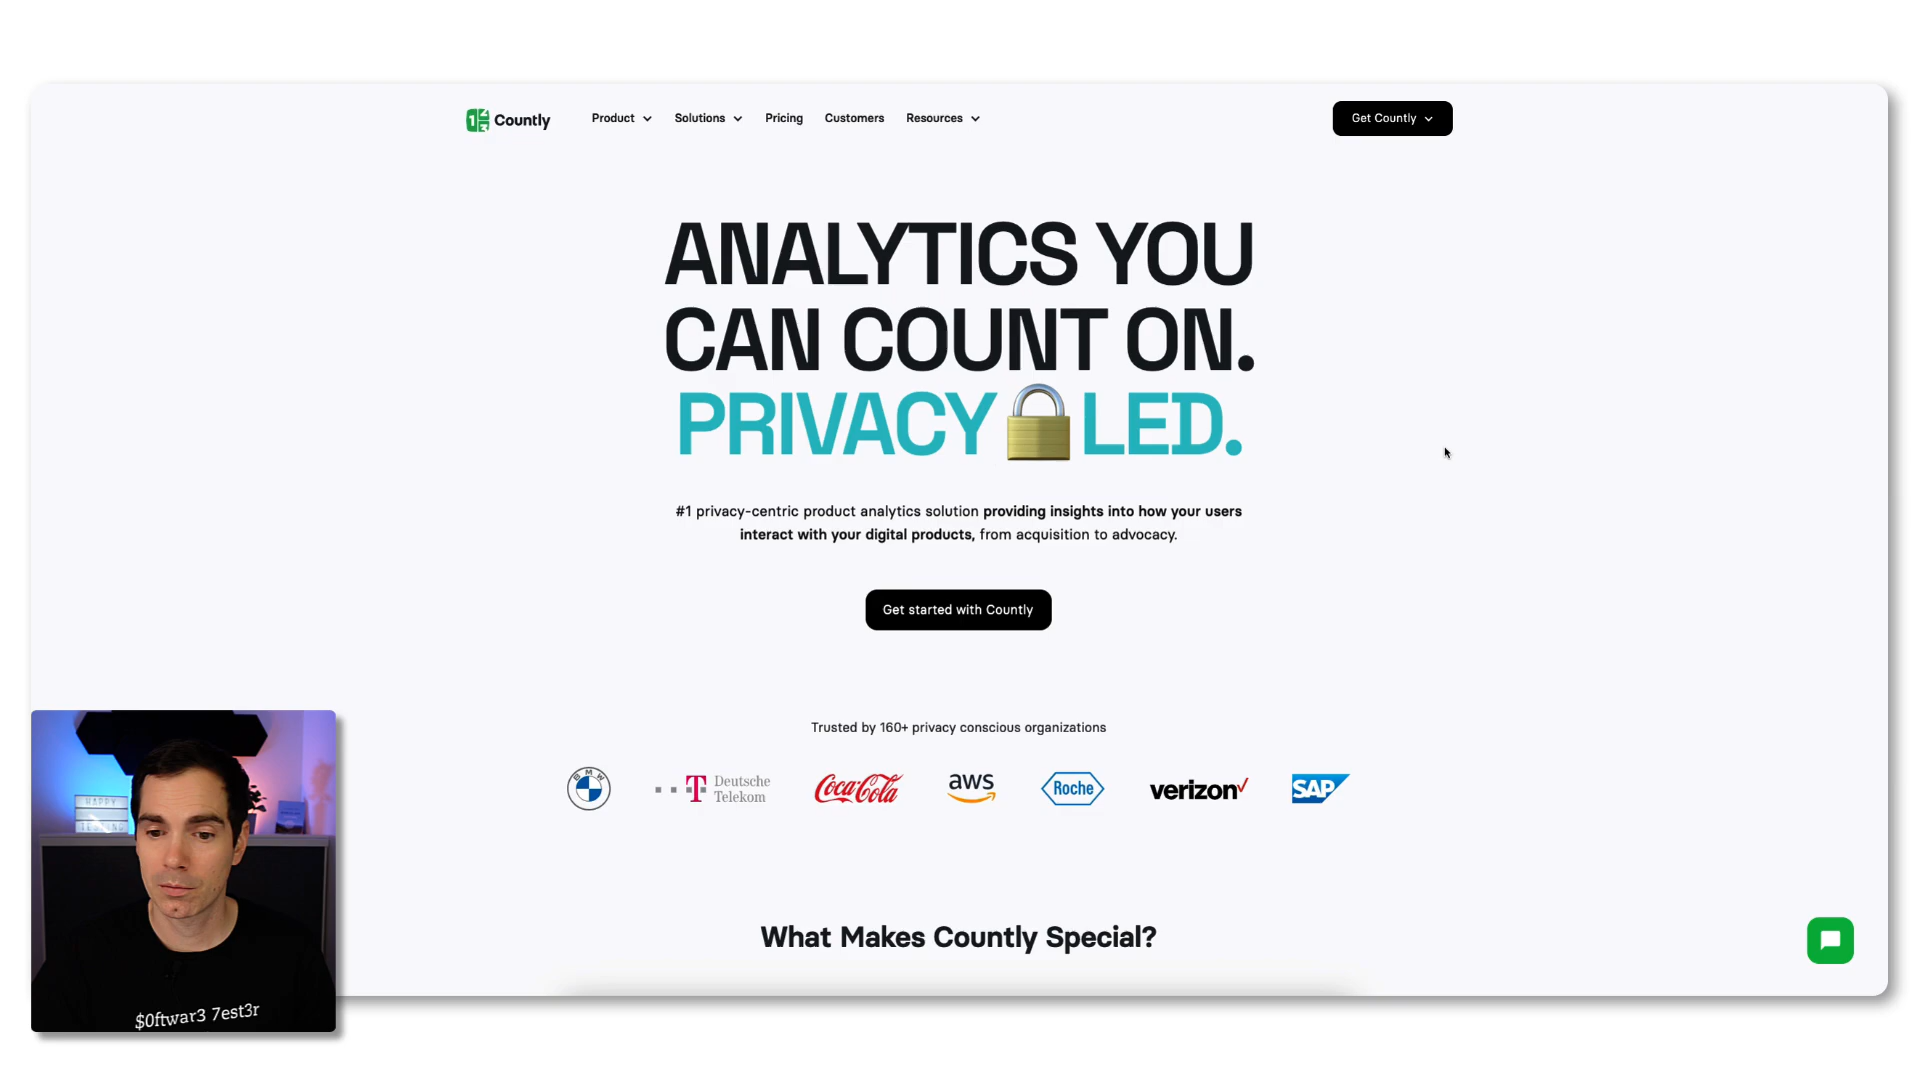 Countly
Product
Solutions
Pricing
Customers
Resources
Get Countly
ANALYTICS YOU
CAN COUNT ON.
PRIVACY🔒LED.
#1 privacy-centric product analytics solution providing insights into how your users
interact with your digital products, from acquisition to advocacy.
Get started with Countly
Trusted by 160+ privacy conscious organizations
BMW
T Deutsche
Telekom
Coca-Cola
aws
Roche
verizon
SAP
What Makes Countly Special?
HAPPY
TESTING
$0ftwar3 7est3r